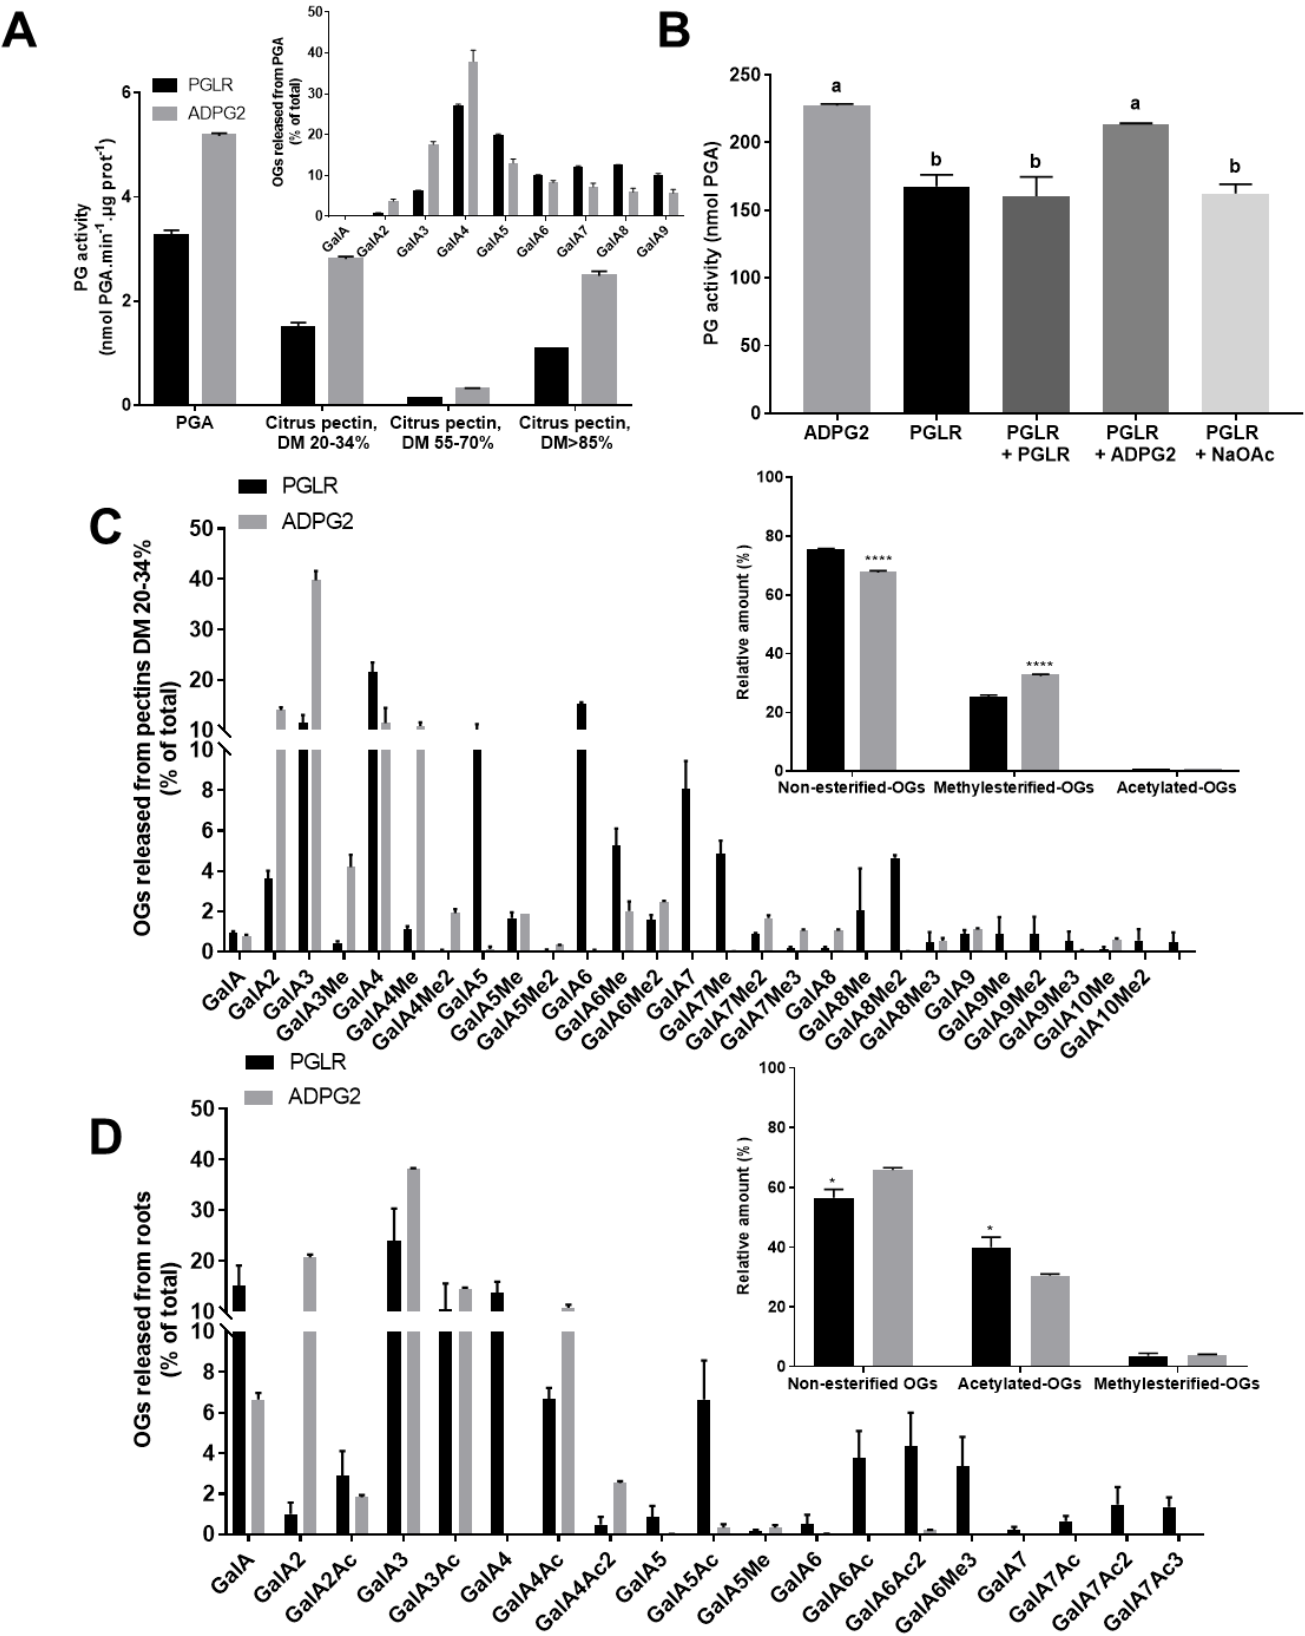 A
PGLR
ADPG2
PG activity
(nmol PGA.min-1.µg prot-1)
6
4
2
0
PGA
Citrus pectin,
DM 20-34%
Citrus pectin,
DM 55-70%
Citrus pectin,
DM>85%
OGs released from PGA
(% of total)
50
40
30
20
10
0
GalA
GalA2
GalA3
GalA4
GalA5
GalA6
GalA7
GalA8
GalA9
B
PG activity (nmol PGA)
250
200
150
100
50
0
a
b
b
a
b
ADPG2
PGLR
PGLR
+ PGLR
PGLR
+ ADPG2
PGLR
+ NaOAc
C
PGLR
ADPG2
OGs released from pectins DM 20-34%
(% of total)
50
40
30
20
10
10
8
6
4
2
0
GalA
GalA2
GalA3
GalA3Me
GalA4
GalA4Me
GalA4Me2
GalA5
GalA5Me
GalA5Me2
GalA6
GalA6Me
GalA6Me2
GalA7
GalA7Me
GalA7Me2
GalA7Me3
GalA8
GalA8Me
GalA8Me2
GalA8Me3
GalA9
GalA9Me
GalA9Me2
GalA9Me3
GalA10Me
GalA10Me2
Relative amount (%)
100
80
60
40
20
0
****
****
Non-esterified-OGs
Methylesterified-OGs
Acetylated-OGs
D
PGLR
ADPG2
OGs released from roots
(% of total)
50
40
30
20
10
10
8
6
4
2
0
GalA
GalA2
GalA2Ac
GalA3
GalA3Ac
GalA4
GalA4Ac
GalA4Ac2
GalA5
GalA5Ac
GalA5Me
GalA6
GalA6Ac
GalA6Ac2
GalA6Me3
GalA7
GalA7Ac
GalA7Ac2
GalA7Ac3
Relative amount (%)
100
80
60
40
20
0
*
*
Non-esterified OGs
Acetylated-OGs
Methylesterified-OGs